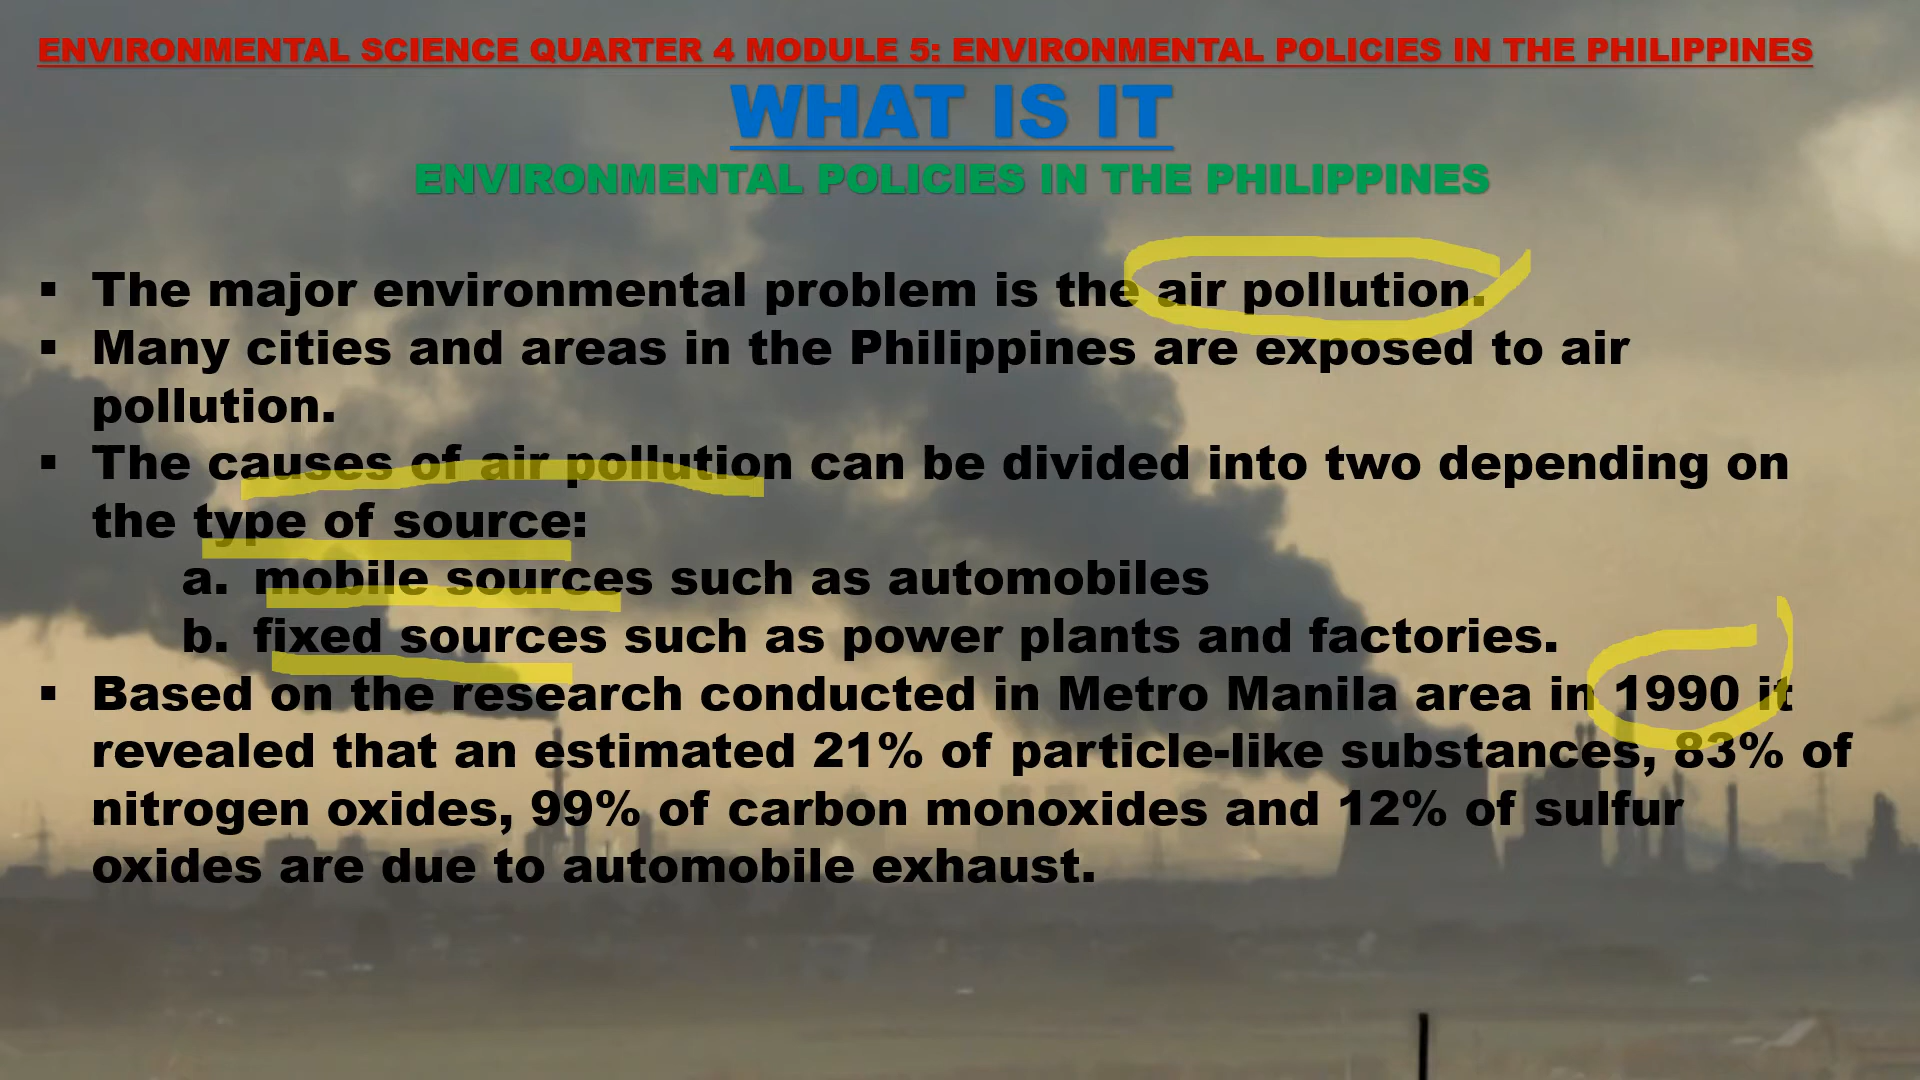 ENVIRONMENTAL SCIENCE QUARTER 4 MODULE 5: ENVIRONMENTAL POLICIES IN THE PHILIPPINES
WHAT IS IT
ENVIRONMENTAL POLICIES IN THE PHILIPPINES
▪ The major environmental problem is the air pollution.
▪ Many cities and areas in the Philippines are exposed to air
pollution.
▪ The causes of air pollution can be divided into two depending on
the type of source:
a. mobile sources such as automobiles
b. fixed sources such as power plants and factories.
▪ Based on the research conducted in Metro Manila area in 1990 it
revealed that an estimated 21% of particle-like substances, 83% of
nitrogen oxides, 99% of carbon monoxides and 12% of sulfur
oxides are due to automobile exhaust.